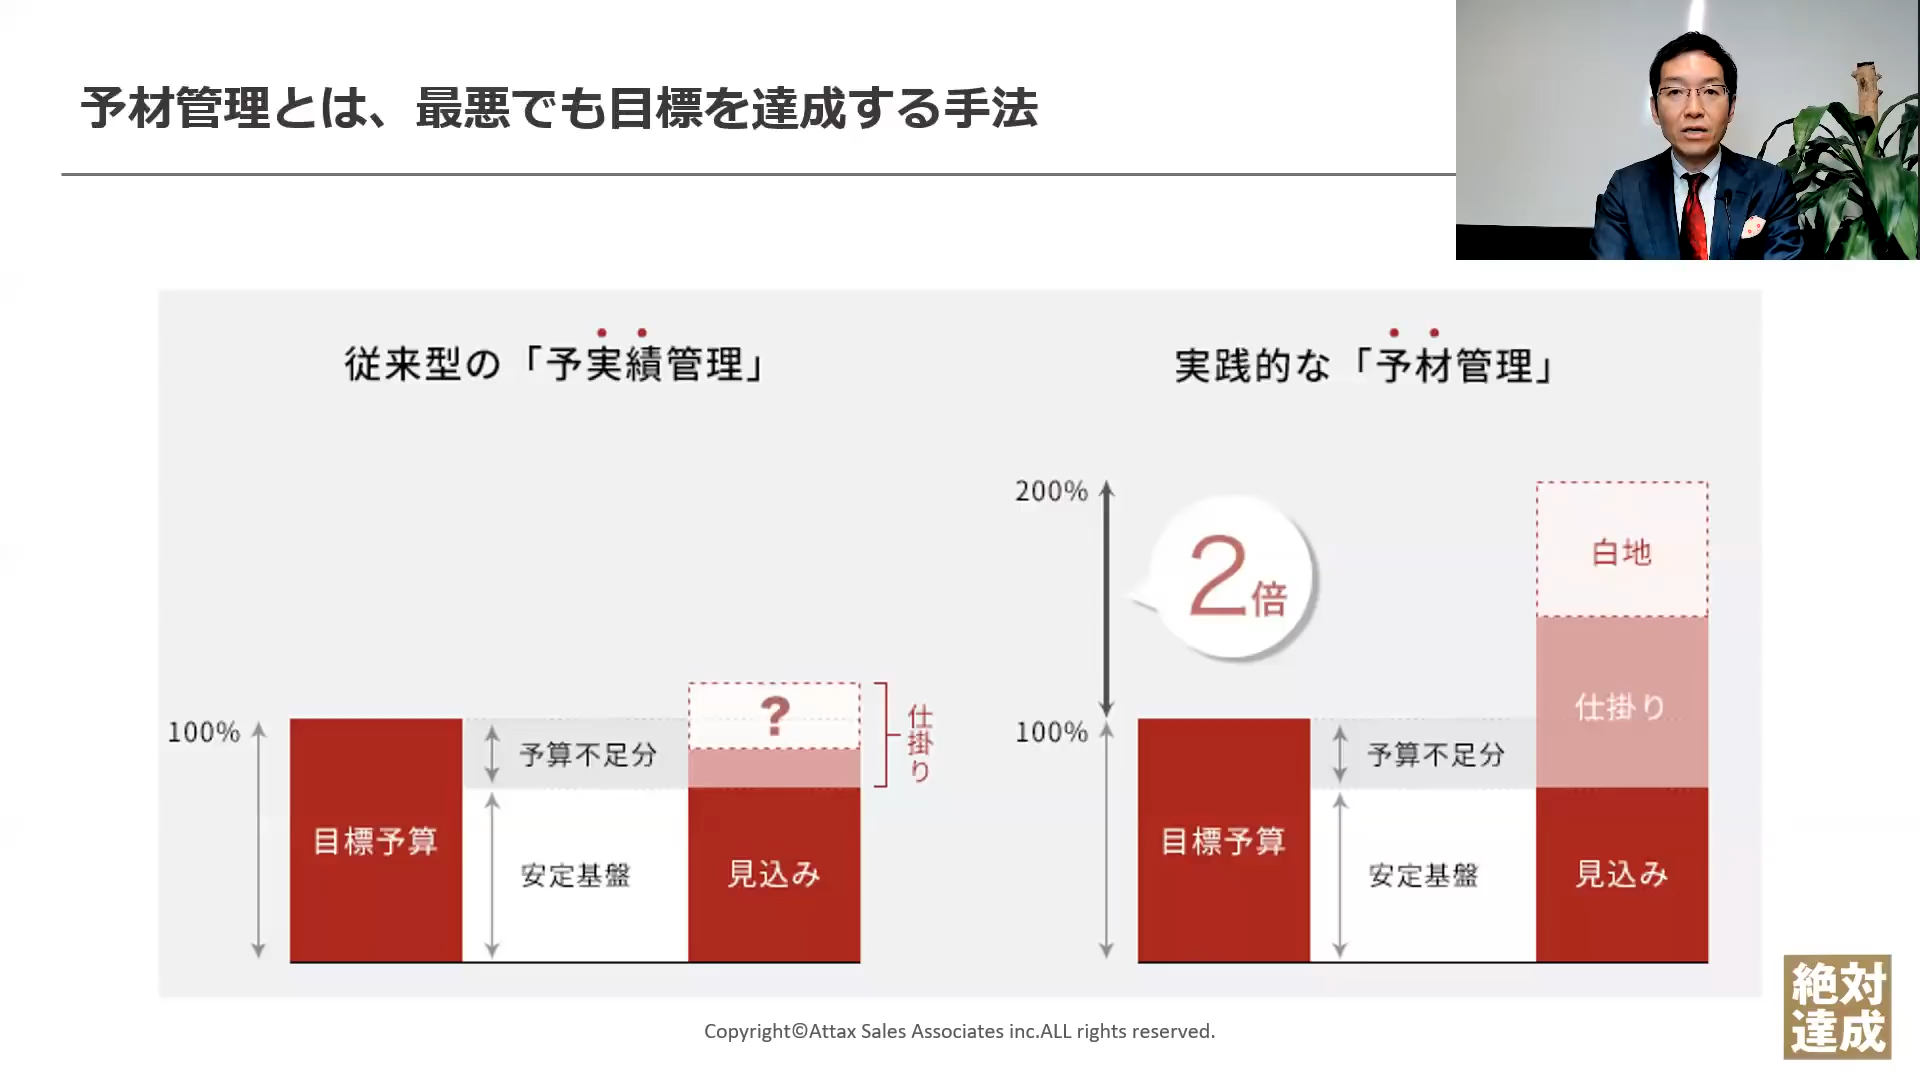 予材管理とは、最悪でも目標を達成する手法
従来型の「予実績管理」
100%
目標予算
予算不足分
安定基盤
?
見込み
仕掛り
実践的な「予材管理」
200%
100%
2倍
目標予算
予算不足分
安定基盤
白地
仕掛り
見込み
絶対
達成
Copyright©Attax Sales Associates inc.ALL rights reserved.